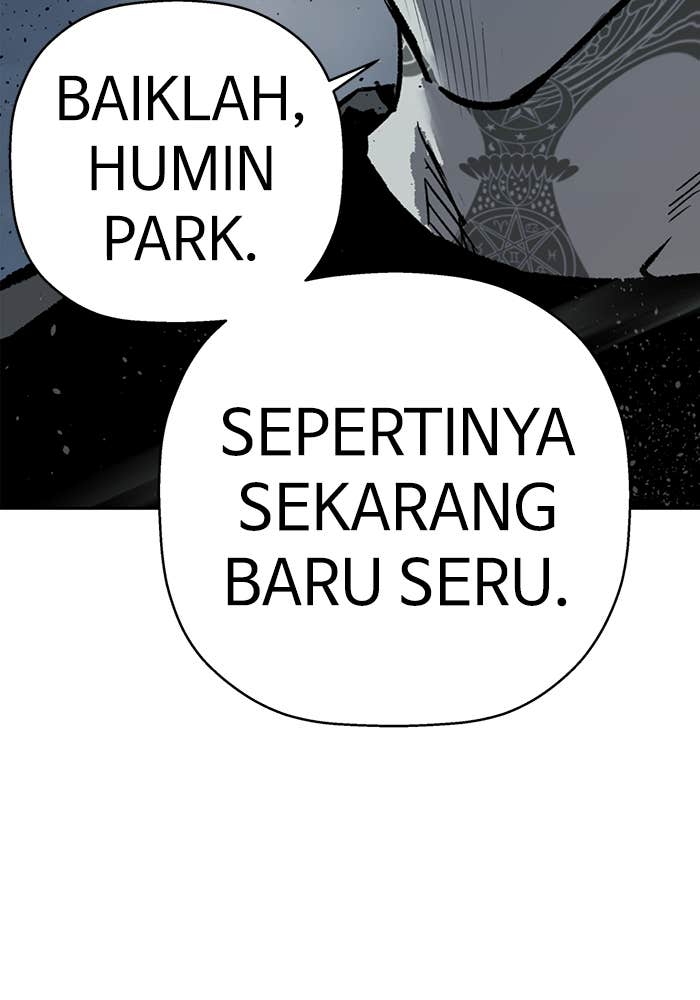 BAIKLAH,
HUMIN
PARK.
SEPERTINYA
SEKARANG
BARU SERU.